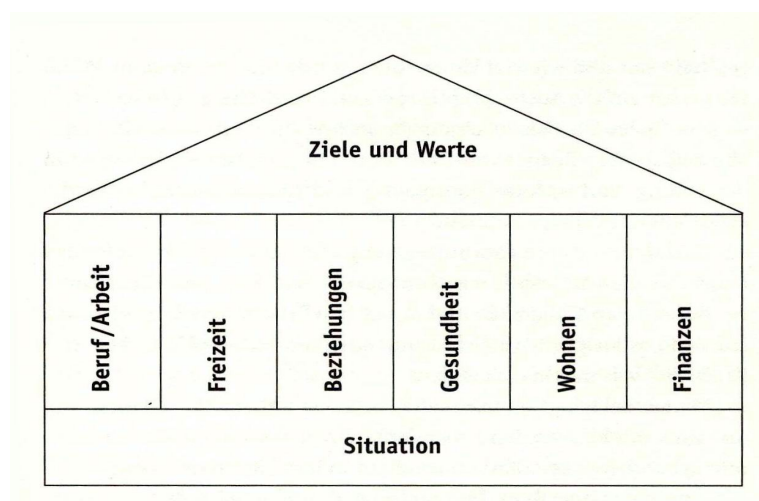 Ziele und Werte
Beruf/Arbeit
Freizeit
Beziehungen
Gesundheit
Wohnen
Finanzen
Situation